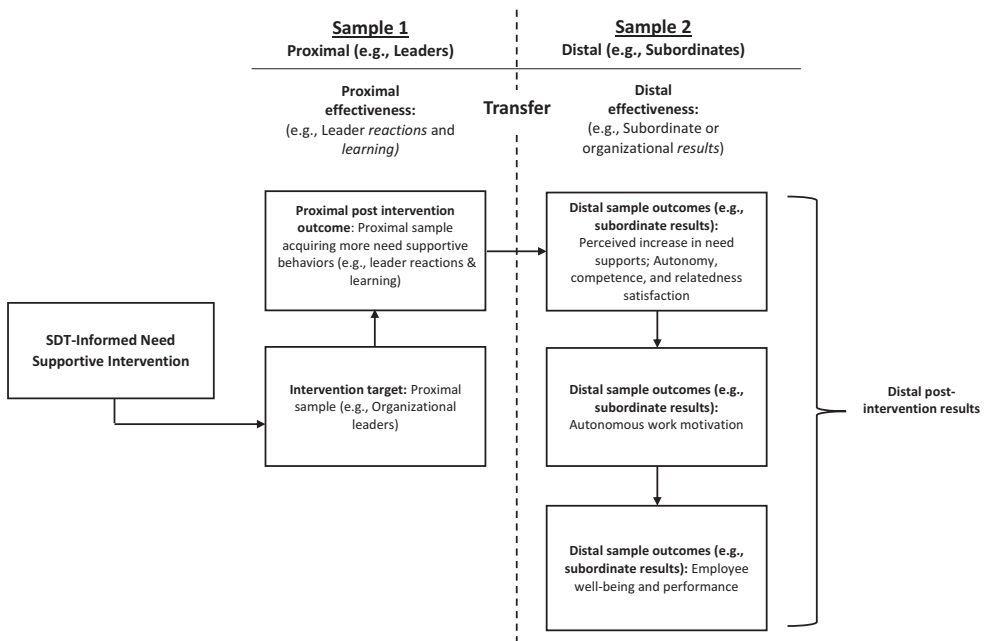 Sample 1
Proximal (e.g., Leaders)
Sample 2
Distal (e.g., Subordinates)
Proximal
effectiveness:
(e.g., Leader reactions and
learning)
Transfer
Distal
effectiveness:
(e.g., Subordinate or
organizational results)
Proximal post intervention
outcome: Proximal sample
acquiring more need supportive
behaviors (e.g., leader reactions &
learning)
Distal sample outcomes (e.g.,
subordinate results):
Perceived increase in need
supports; Autonomy,
competence, and relatedness
satisfaction
SDT-Informed Need
Supportive Intervention
Intervention target: Proximal
sample (e.g., Organizational
leaders)
Distal sample outcomes (e.g.,
subordinate results):
Autonomous work motivation
Distal post-
intervention results
Distal sample outcomes (e.g.,
subordinate results): Employee
well-being and performance